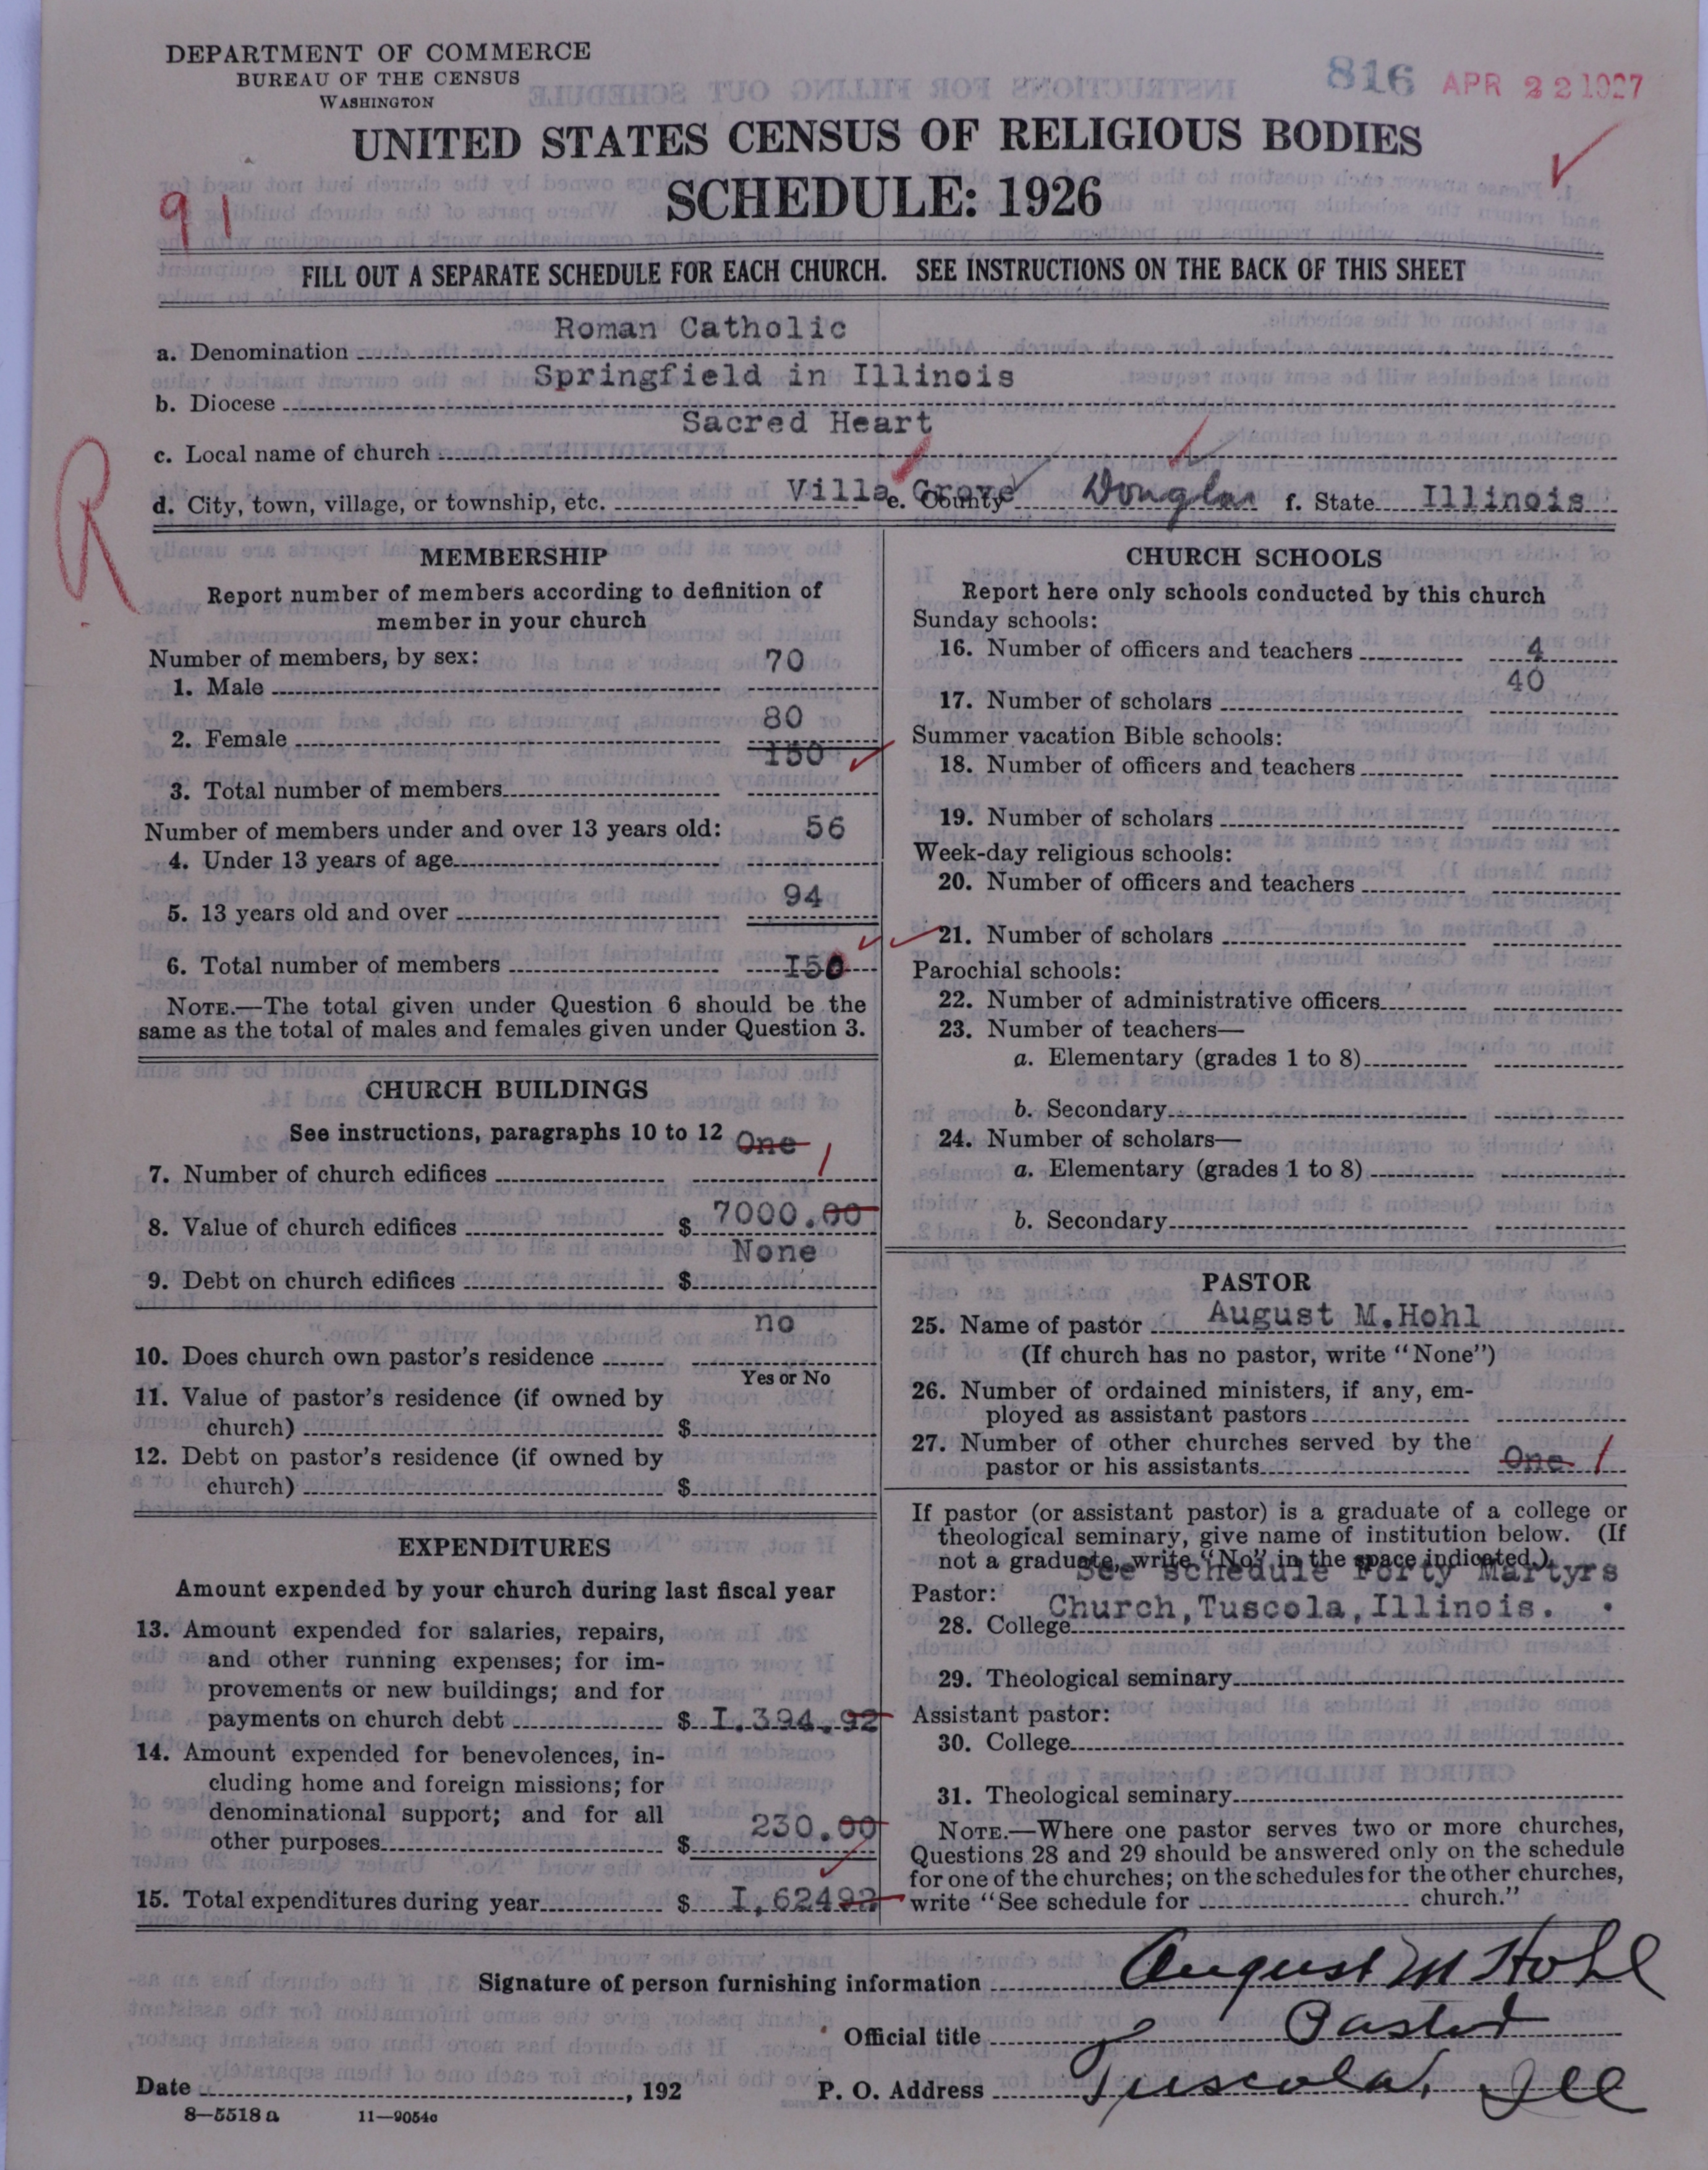 DEPARTMENT OF COMMERCE
BUREAU OF THE CENSUS
WASHINGTON
816 APR 22 1927
UNITED STATES CENSUS OF RELIGIOUS BODIES
SCHEDULE: 1926
91
FILL OUT A SEPARATE SCHEDULE FOR EACH CHURCH. SEE INSTRUCTIONS ON THE BACK OF THIS SHEET
a. Denomination Roman Catholic
b. Diocese Springfield in Illinois
c. Local name of church Sacred Heart
R
d. City, town, village, or township, etc. Villa Grove e. County Douglas f. State Illinois
MEMBERSHIP
Report number of members according to definition of
member in your church
Number of members, by sex:
1. Male 70
2. Female 80
3. Total number of members 150
Number of members under and over 13 years old:
4. Under 13 years of age 56
5. 13 years old and over 94
6. Total number of members I50
NOTE.—The total given under Question 6 should be the
same as the total of males and females given under Question 3.
CHURCH BUILDINGS
See instructions, paragraphs 10 to 12
7. Number of church edifices One 1
8. Value of church edifices $ 7000.00
9. Debt on church edifices $ None
10. Does church own pastor's residence no
Yes or No
11. Value of pastor's residence (if owned by
church) $
12. Debt on pastor's residence (if owned by
church) $
EXPENDITURES
Amount expended by your church during last fiscal year
13. Amount expended for salaries, repairs,
and other running expenses; for im-
provements or new buildings; and for
payments on church debt $ I.394.92
14. Amount expended for benevolences, in-
cluding home and foreign missions; for
denominational support; and for all
other purposes $ 230.00
15. Total expenditures during year $ I,62492
CHURCH SCHOOLS
Report here only schools conducted by this church
Sunday schools:
16. Number of officers and teachers 4
17. Number of scholars 40
Summer vacation Bible schools:
18. Number of officers and teachers
19. Number of scholars
Week-day religious schools:
20. Number of officers and teachers
21. Number of scholars
Parochial schools:
22. Number of administrative officers
23. Number of teachers—
a. Elementary (grades 1 to 8)
b. Secondary
24. Number of scholars—
a. Elementary (grades 1 to 8)
b. Secondary
PASTOR
25. Name of pastor August M.Hohl
(If church has no pastor, write "None")
26. Number of ordained ministers, if any, em-
ployed as assistant pastors
27. Number of other churches served by the
pastor or his assistants One 1
If pastor (or assistant pastor) is a graduate of a college or
theological seminary, give name of institution below. (If
not a graduate, write "No" in the space indicated.)
See schedule Forty Martyrs
Pastor:
28. College Church,Tuscola,Illinois.
29. Theological seminary
Assistant pastor:
30. College
31. Theological seminary
NOTE.—Where one pastor serves two or more churches,
Questions 28 and 29 should be answered only on the schedule
for one of the churches; on the schedules for the other churches,
write "See schedule for church."
Signature of person furnishing information August M Hohl
Official title Pastor
Date , 192 P. O. Address Tuscola, Ill
8—5518 a 11—9054c